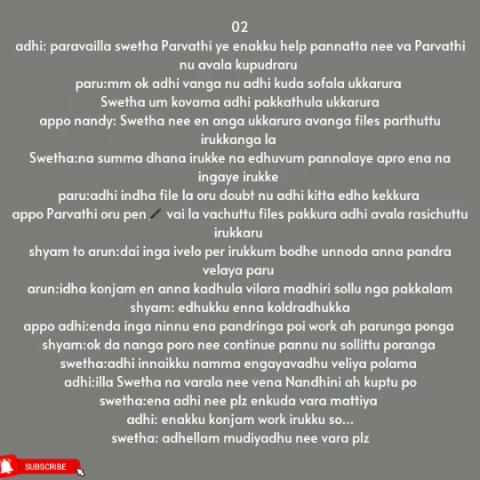 02
adhi: paravailla swetha Parvathi ye enakku help pannatta nee va Parvathi
nu avala kupudraru
paru:mm ok adhi vanga nu adhi kuda sofala ukkarura
Swetha um kovama adhi pakkathula ukkarura
appo nandy: Swetha nee en anga ukkarura avanga files parthuttu
irukkanga la
Swetha:na summa dhana irukke na edhuvum pannalaye apro ena na
ingaye irukke
paru:adhi indha file la oru doubt nu adhi kitta edho kekkura
appo Parvathi oru pen🖋️ vai la vachuttu files pakkura adhi avala rasichuttu
irukkaru
shyam to arun:dai inga ivelo per irukkum bodhe unnoda anna pandra
velaya paru
arun:idha konjam en anna kadhula vilara madhiri sollu nga pakkalam
shyam: edhukku enna koldradhukka
appo adhi:enda inga ninnu ena pandringa poi work ah parunga ponga
shyam:ok da nanga poro nee continue pannu nu sollittu poranga
swetha:adhi innaikku namma engayavadhu veliya polama
adhi:illa Swetha na varala nee vena Nandhini ah kuptu po
swetha:ena adhi nee plz enkuda vara mattiya
adhi: enakku konjam work irukku so...
swetha: adhellam mudiyadhu nee vara plz
SUBSCRIBE